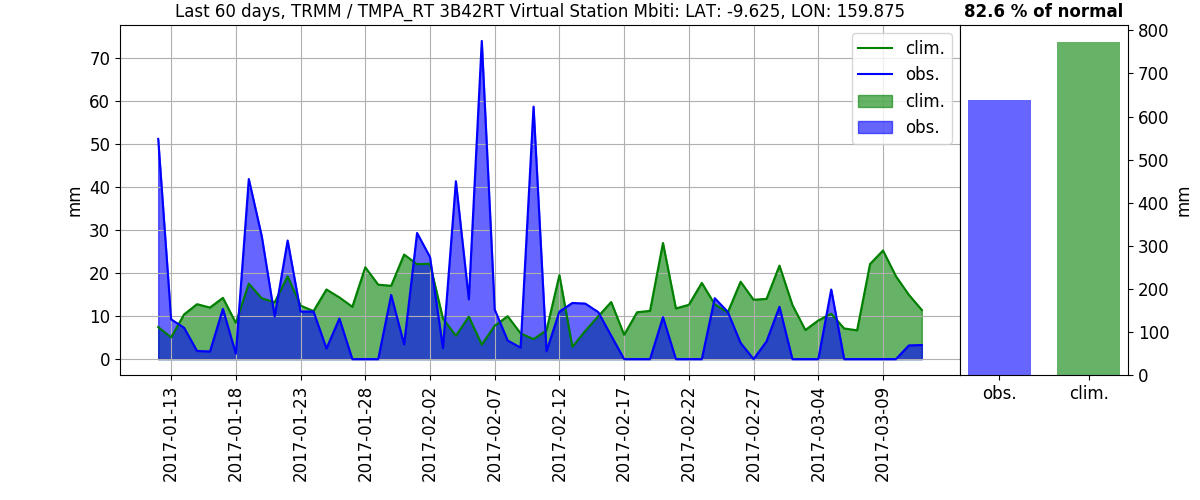 Last 60 days, TRMM / TMPA_RT 3B42RT Virtual Station Mbiti: LAT: -9.625, LON: 159.875
82.6 % of normal
clim.
obs.
clim.
obs.
mm
70
60
50
40
30
20
10
0
2017-01-13
2017-01-18
2017-01-23
2017-01-28
2017-02-02
2017-02-07
2017-02-12
2017-02-17
2017-02-22
2017-02-27
2017-03-04
2017-03-09
800
700
600
500
400
300
200
100
0
mm
obs.
clim.